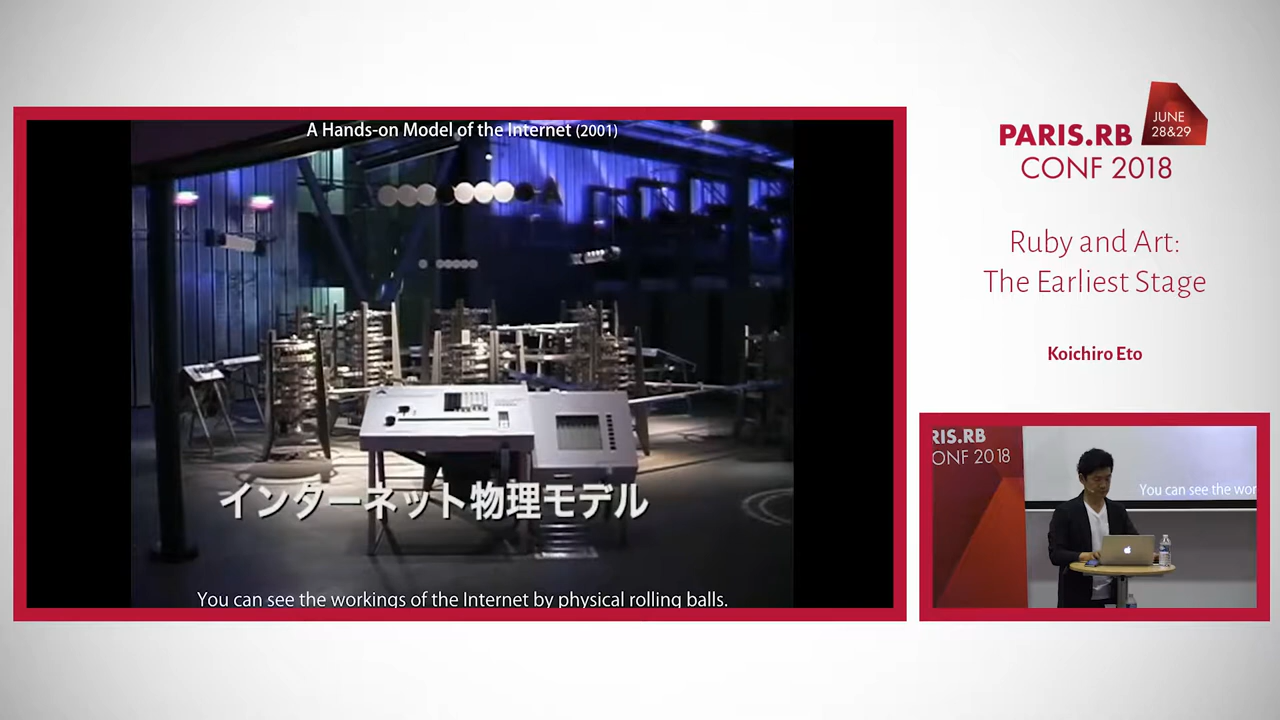 A Hands-on Model of the Internet (2001)
インターネット物理モデル
You can see the workings of the Internet by physical rolling balls.
PARIS.RB
CONF 2018
JUNE
28&29
Ruby and Art:
The Earliest Stage
Koichiro Eto
RIS.RB
ONF 2018
You can see the wor